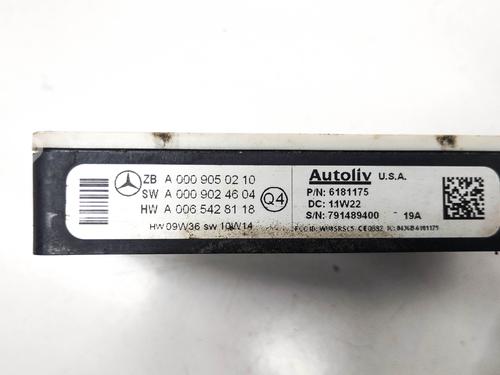 ZB A 000 905 02 10
SW A 000 902 46 04
HW A 006 542 81 18
HW 09W36 SW 10W14
Q4
Autoliv U.S.A.
P/N: 6181175
DC: 11W22
S/N: 791489400 - 19A